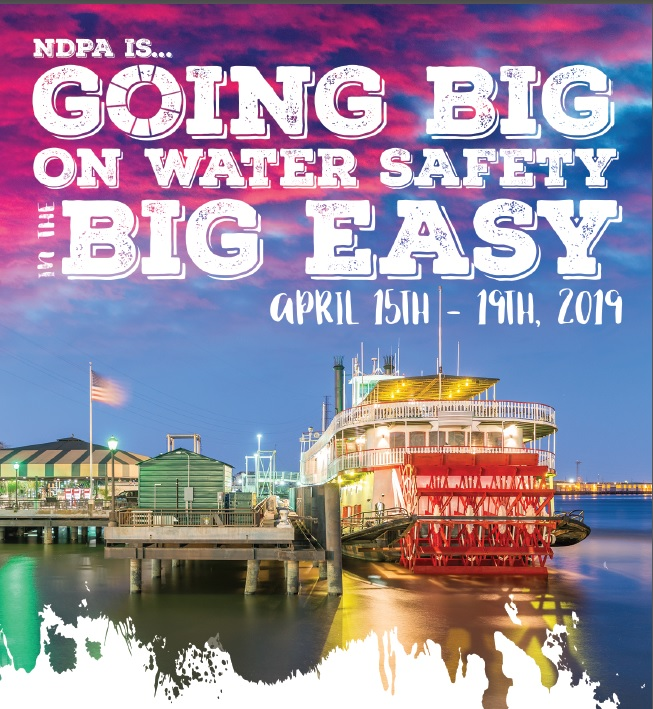 NDPA IS...
GOING BIG
ON WATER SAFETY
IN THE
BIG EASY
APRIL 15TH - 19TH, 2019